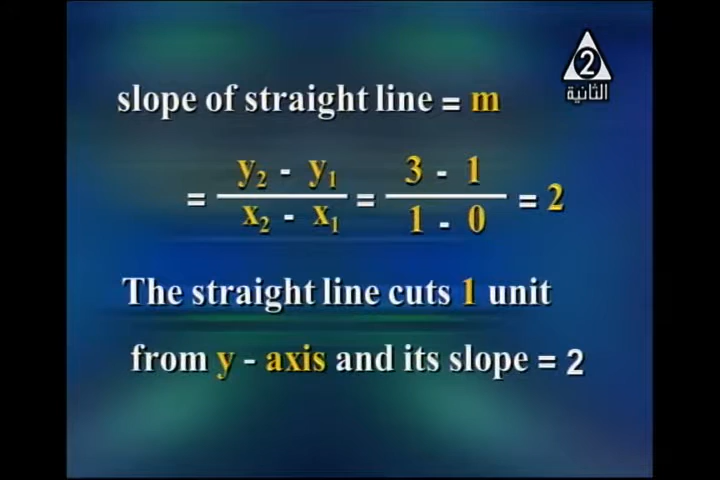 2
الثانية
slope of straight line = m
= y₂ - y₁ / x₂ - x₁ = 3 - 1 / 1 - 0 = 2
The straight line cuts 1 unit
from y - axis and its slope = 2